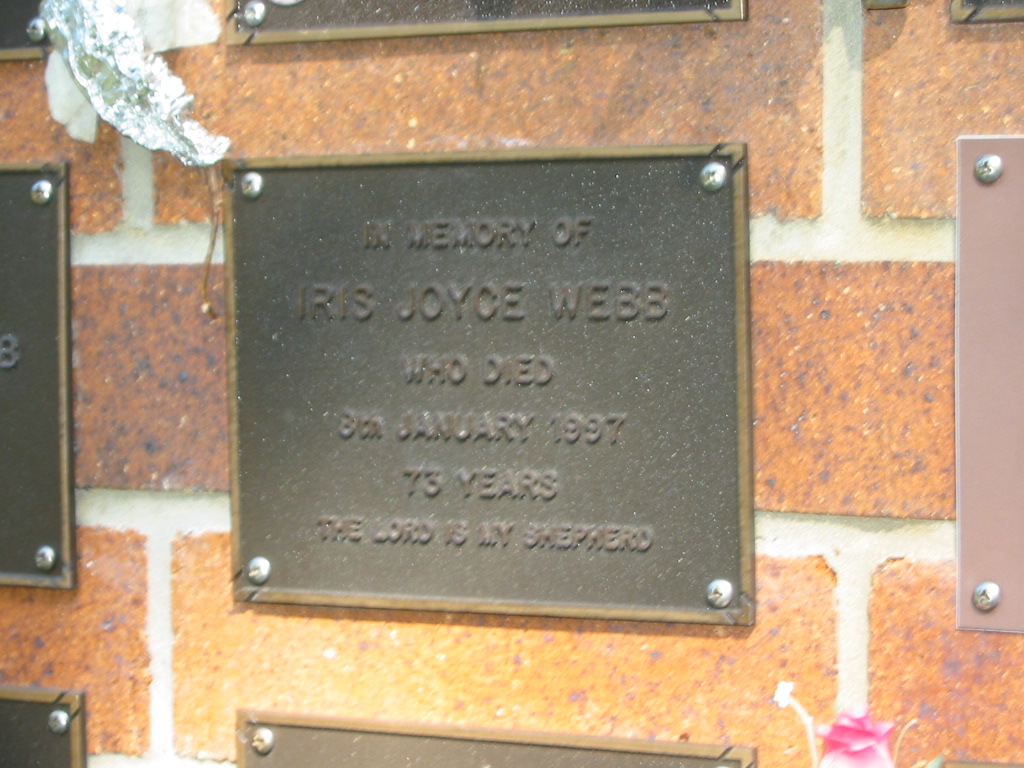 IN MEMORY OF
IRIS JOYCE WEBB
WHO DIED
8th JANUARY 1997
73 YEARS
THE LORD IS MY SHEPHERD
B